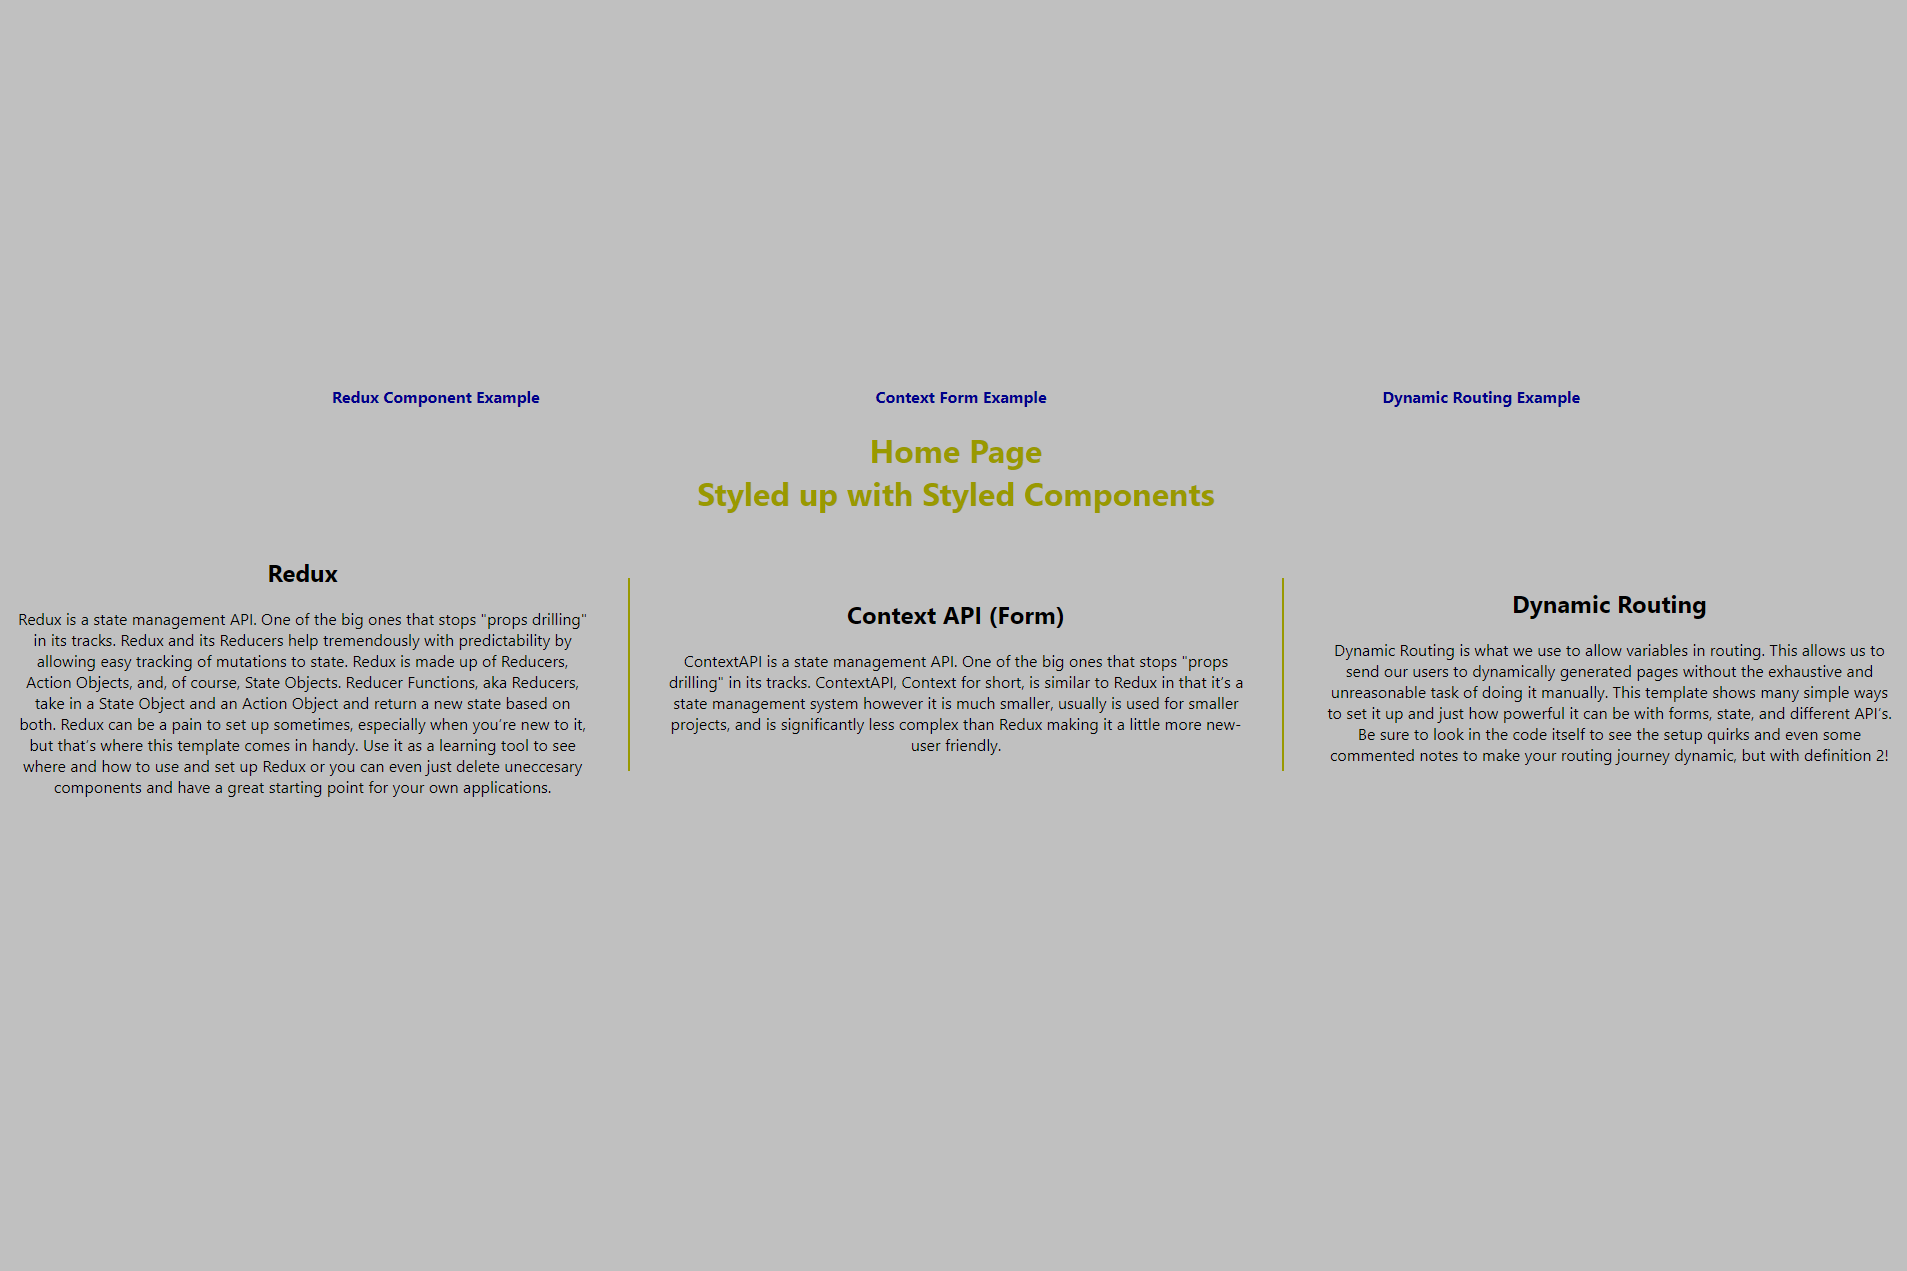 Redux Component Example
Context Form Example
Dynamic Routing Example
Home Page
Styled up with Styled Components
Redux
Redux is a state management API. One of the big ones that stops "props drilling"
in its tracks. Redux and its Reducers help tremendously with predictability by
allowing easy tracking of mutations to state. Redux is made up of Reducers,
Action Objects, and, of course, State Objects. Reducer Functions, aka Reducers,
take in a State Object and an Action Object and return a new state based on
both. Redux can be a pain to set up sometimes, especially when you're new to it,
but that's where this template comes in handy. Use it as a learning tool to see
where and how to use and set up Redux or you can even just delete uneccesary
components and have a great starting point for your own applications.
Context API (Form)
ContextAPI is a state management API. One of the big ones that stops "props
drilling" in its tracks. ContextAPI, Context for short, is similar to Redux in that it's a
state management system however it is much smaller, usually is used for smaller
projects, and is significantly less complex than Redux making it a little more new-
user friendly.
Dynamic Routing
Dynamic Routing is what we use to allow variables in routing. This allows us to
send our users to dynamically generated pages without the exhaustive and
unreasonable task of doing it manually. This template shows many simple ways
to set it up and just how powerful it can be with forms, state, and different API's.
Be sure to look in the code itself to see the setup quirks and even some
commented notes to make your routing journey dynamic, but with definition 2!